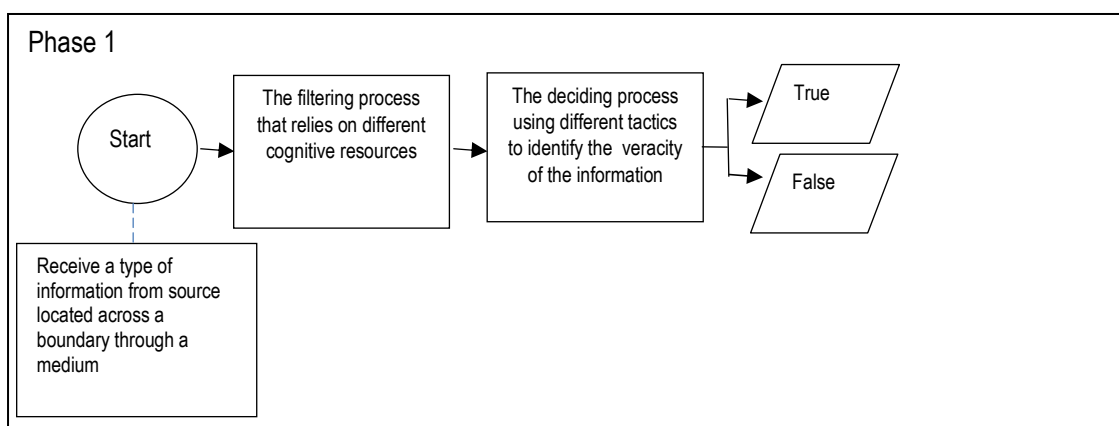 Phase 1
Start
The filtering process
that relies on different
cognitive resources
The deciding process
using different tactics
to identify the veracity
of the information
True
False
Receive a type of
information from source
located across a
boundary through a
medium